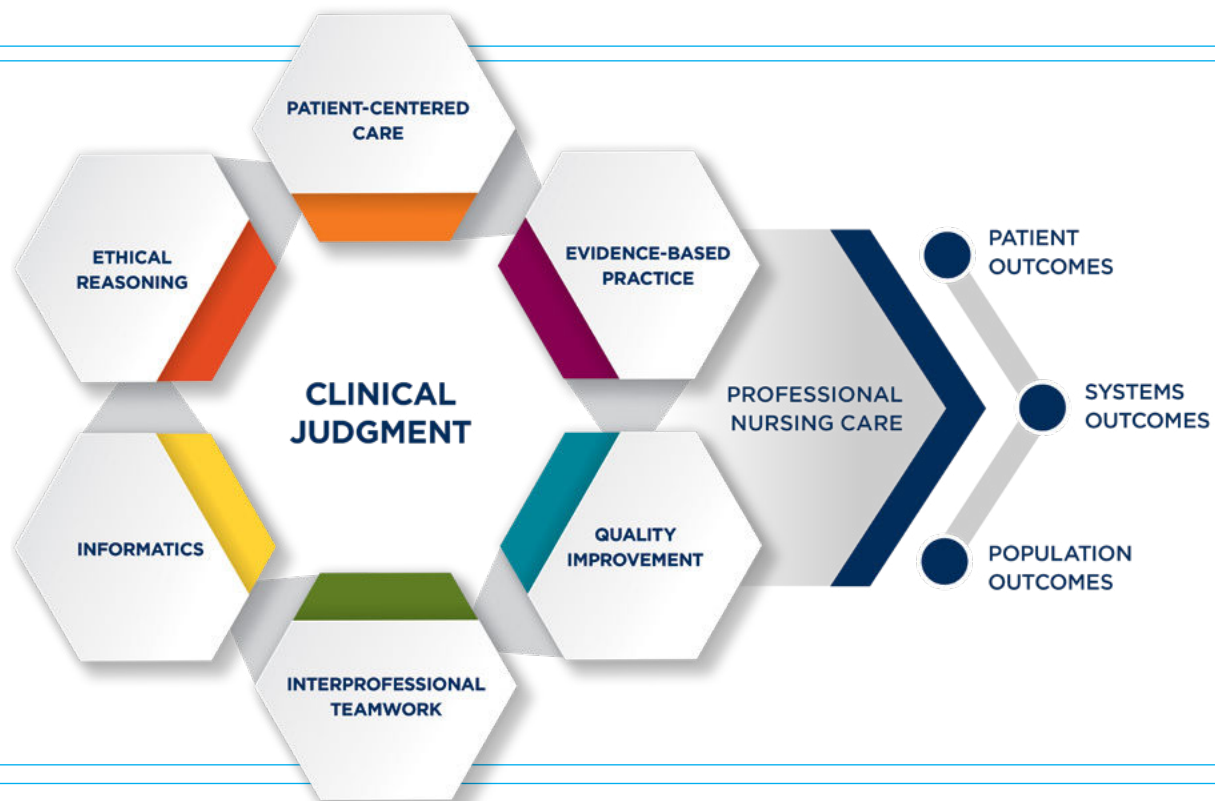 PATIENT-CENTERED
CARE
ETHICAL
REASONING
EVIDENCE-BASED
PRACTICE
CLINICAL
JUDGMENT
INFORMATICS
QUALITY
IMPROVEMENT
INTERPROFESSIONAL
TEAMWORK
PROFESSIONAL
NURSING CARE
PATIENT
OUTCOMES
SYSTEMS
OUTCOMES
POPULATION
OUTCOMES